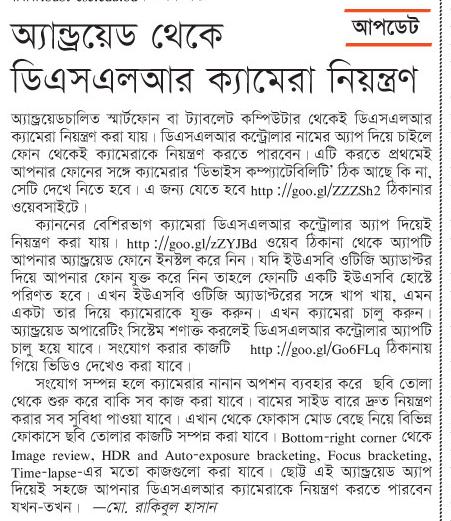 আপডেট
অ্যান্ড্রয়েড থেকে
ডিএসএলআর ক্যামেরা নিয়ন্ত্রণ
অ্যান্ড্রয়েডচালিত স্মার্টফোন বা ট্যাবলেট কম্পিউটার থেকেই ডিএসএলআর
ক্যামেরা নিয়ন্ত্রণ করা যায়। ডিএসএলআর কন্ট্রোলার নামের অ্যাপ দিয়ে চাইলে
ফোন থেকেই ক্যামেরাকে নিয়ন্ত্রণ করতে পারবেন। এটি করতে প্রথমেই
আপনার ফোনের সঙ্গে ক্যামেরার ‘ডিভাইস কম্প্যাটেবিলিটি’ ঠিক আছে কি না,
সেটি দেখে নিতে হবে। এ জন্য যেতে হবে http://goo.gl/ZZZSh2 ঠিকানার
ওয়েবসাইটে।
ক্যাননের বেশিরভাগ ক্যামেরা ডিএসএলআর কন্ট্রোলার অ্যাপ দিয়েই
নিয়ন্ত্রণ করা যায়। http://goo.gl/zZYJBd ওয়েব ঠিকানা থেকে অ্যাপটি
আপনার অ্যান্ড্রয়েড ফোনে ইনস্টল করে নিন। যদি ইউএসবি ওটিজি অ্যাডাপ্টর
দিয়ে আপনার ফোন যুক্ত করে নিন তাহলে ফোনটি একটি ইউএসবি হোস্টে
পরিণত হবে। এখন ইউএসবি ওটিজি অ্যাডাপ্টরের সঙ্গে খাপ খায়, এমন
একটা তার দিয়ে ক্যামেরাকে যুক্ত করুন। এখন ক্যামেরা চালু করুন।
অ্যান্ড্রয়েড অপারেটিং সিস্টেম শণাক্ত করলেই ডিএসএলআর কন্ট্রোলার অ্যাপটি
চালু হয়ে যাবে। সংযোগ করার কাজটি http://goo.gl/Go6FLq ঠিকানায়
গিয়ে ভিডিও দেখেও করা যাবে।
সংযোগ সম্পন্ন হলে ক্যামেরার নানান অপশন ব্যবহার করে ছবি তোলা
থেকে শুরু করে বাকি সব কাজ করা যাবে। বামের সাইড বারে দ্রুত নিয়ন্ত্রণ
করার সব সুবিধা পাওয়া যাবে। এখান থেকে ফোকাস মোড বেছে নিয়ে বিভিন্ন
ফোকাসে ছবি তোলার কাজটি সম্পন্ন করা যাবে। Bottom-right corner থেকে
Image review, HDR and Auto-exposure bracketing, Focus bracketing,
Time-lapse-এর মতো কাজগুলো করা যাবে। ছোট্ট এই অ্যান্ড্রয়েড অ্যাপ
দিয়েই সহজে আপনার ডিএসএলআর ক্যামেরাকে নিয়ন্ত্রণ করতে পারবেন
যখন-তখন। —মো. রাকিবুল হাসান